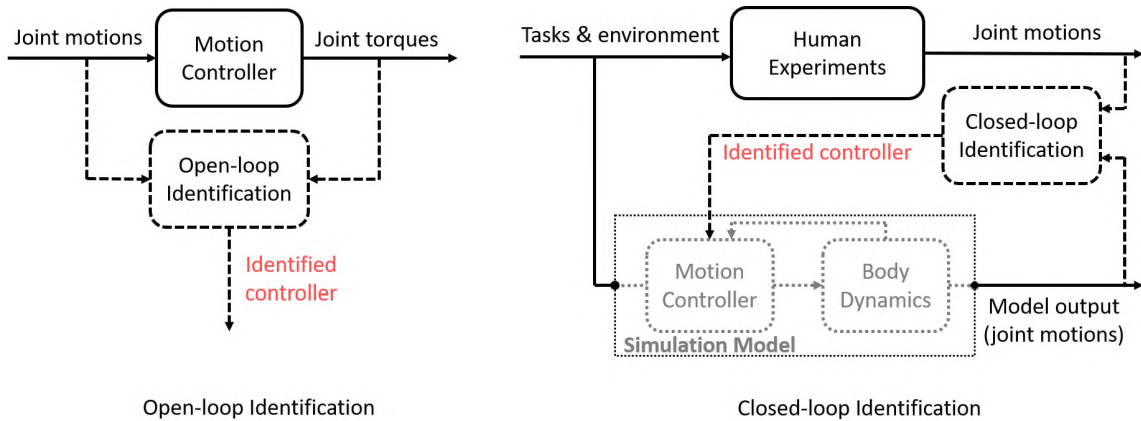 Joint motions
Motion
Controller
Joint torques
Open-loop
Identification
Identified
controller
Open-loop Identification
Tasks & environment
Human
Experiments
Joint motions
Closed-loop
Identification
Identified controller
Motion
Controller
Body
Dynamics
Simulation Model
Model output
(joint motions)
Closed-loop Identification